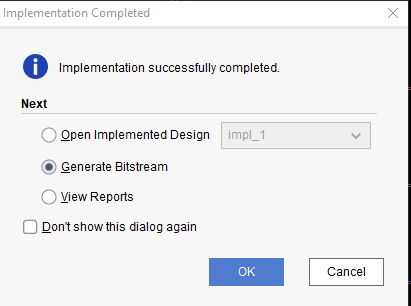 Implementation Completed
Implementation successfully completed.
Next
Open Implemented Design impl_1
Generate Bitstream
View Reports
Don't show this dialog again
OK Cancel